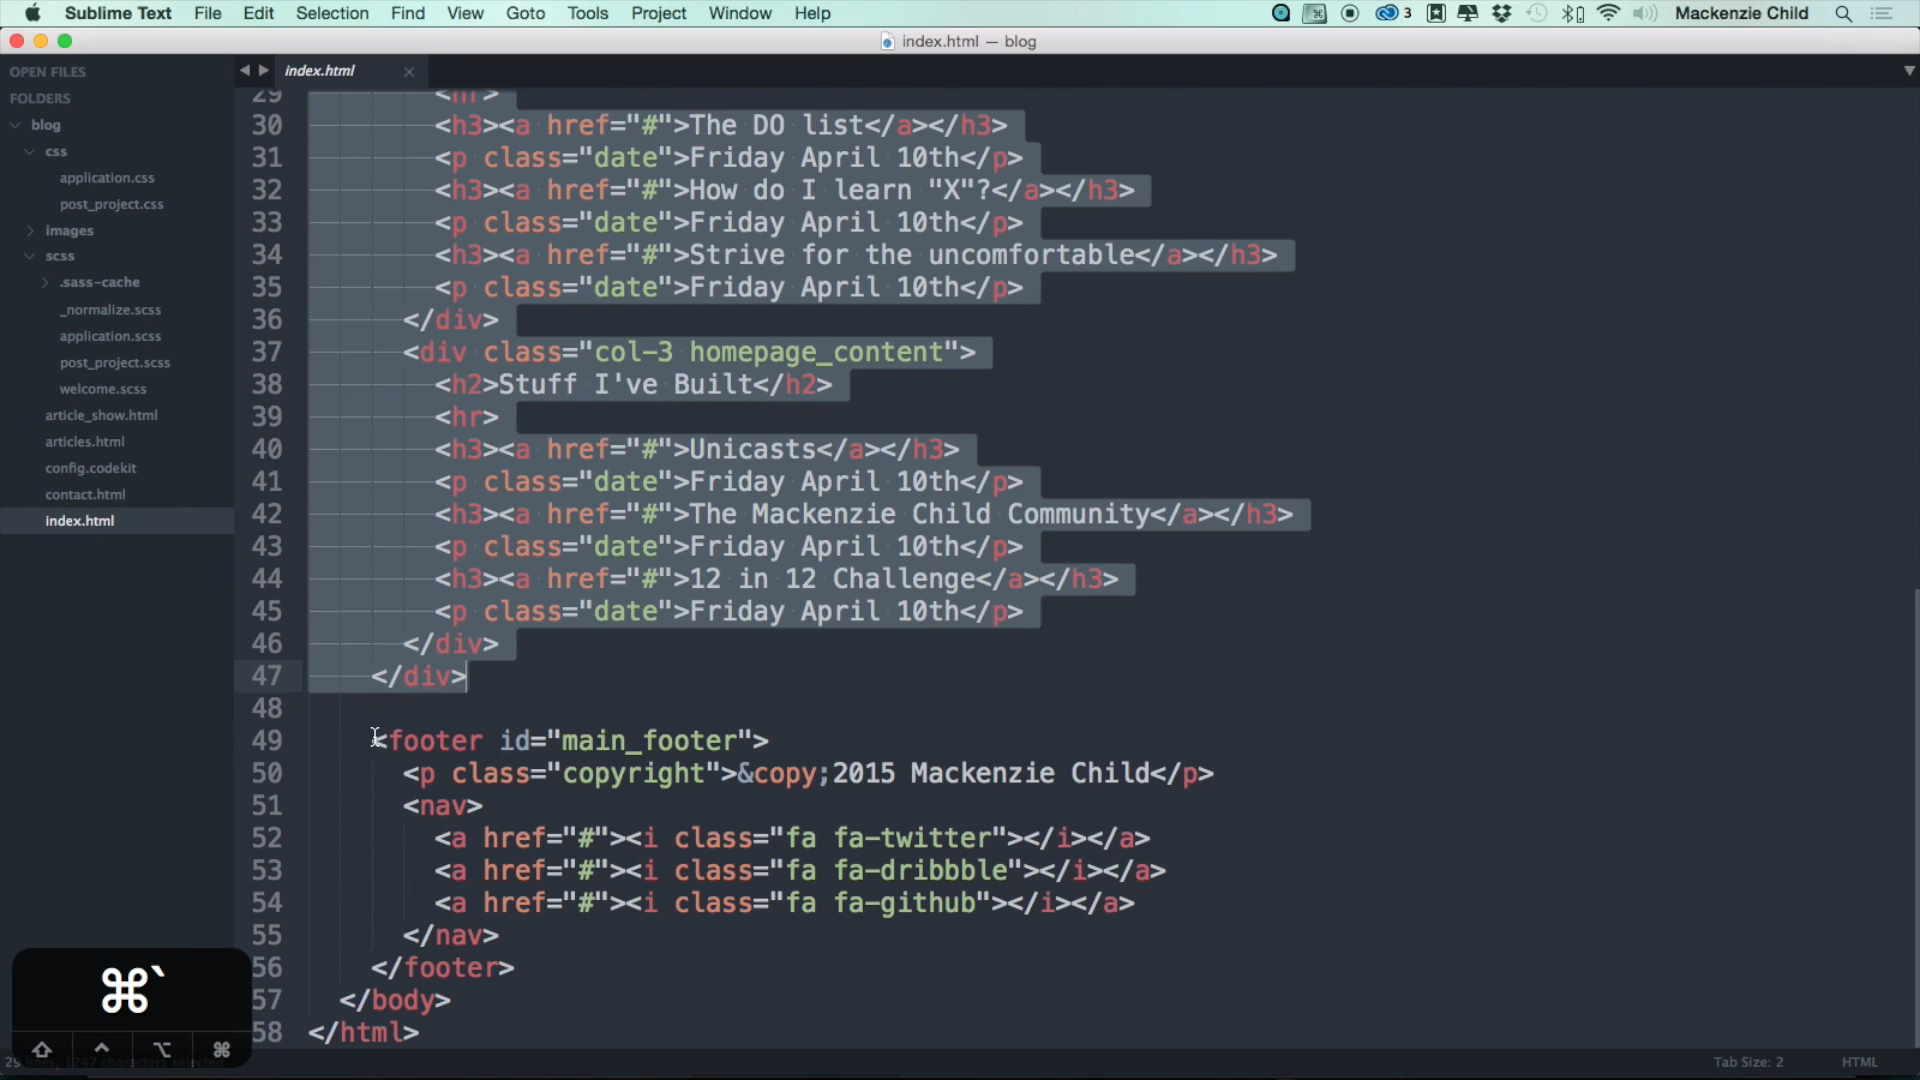 Sublime Text File Edit Selection Find View Goto Tools Project Window Help 3 Mackenzie Child
index.html — blog
OPEN FILES
FOLDERS
blog
css
application.css
post_project.css
images
scss
.sass-cache
_normalize.scss
application.scss
post_project.scss
welcome.scss
article_show.html
articles.html
config.codekit
contact.html
index.html
index.html
29 <hr>
30 <h3><a href="#">The DO list</a></h3>
31 <p class="date">Friday April 10th</p>
32 <h3><a href="#">How do I learn "X"?</a></h3>
33 <p class="date">Friday April 10th</p>
34 <h3><a href="#">Strive for the uncomfortable</a></h3>
35 <p class="date">Friday April 10th</p>
36 </div>
37 <div class="col-3 homepage_content">
38 <h2>Stuff I've Built</h2>
39 <hr>
40 <h3><a href="#">Unicasts</a></h3>
41 <p class="date">Friday April 10th</p>
42 <h3><a href="#">The Mackenzie Child Community</a></h3>
43 <p class="date">Friday April 10th</p>
44 <h3><a href="#">12 in 12 Challenge</a></h3>
45 <p class="date">Friday April 10th</p>
46 </div>
47 </div>
48
49 <footer id="main_footer">
50 <p class="copyright">&copy;2015 Mackenzie Child</p>
51 <nav>
52 <a href="#"><i class="fa fa-twitter"></i></a>
53 <a href="#"><i class="fa fa-dribbble"></i></a>
54 <a href="#"><i class="fa fa-github"></i></a>
55 </nav>
56 </footer>
57 </body>
58 </html>
⌘`
⇧ ⌃ ⌥ ⌘
Tab Size: 2 HTML